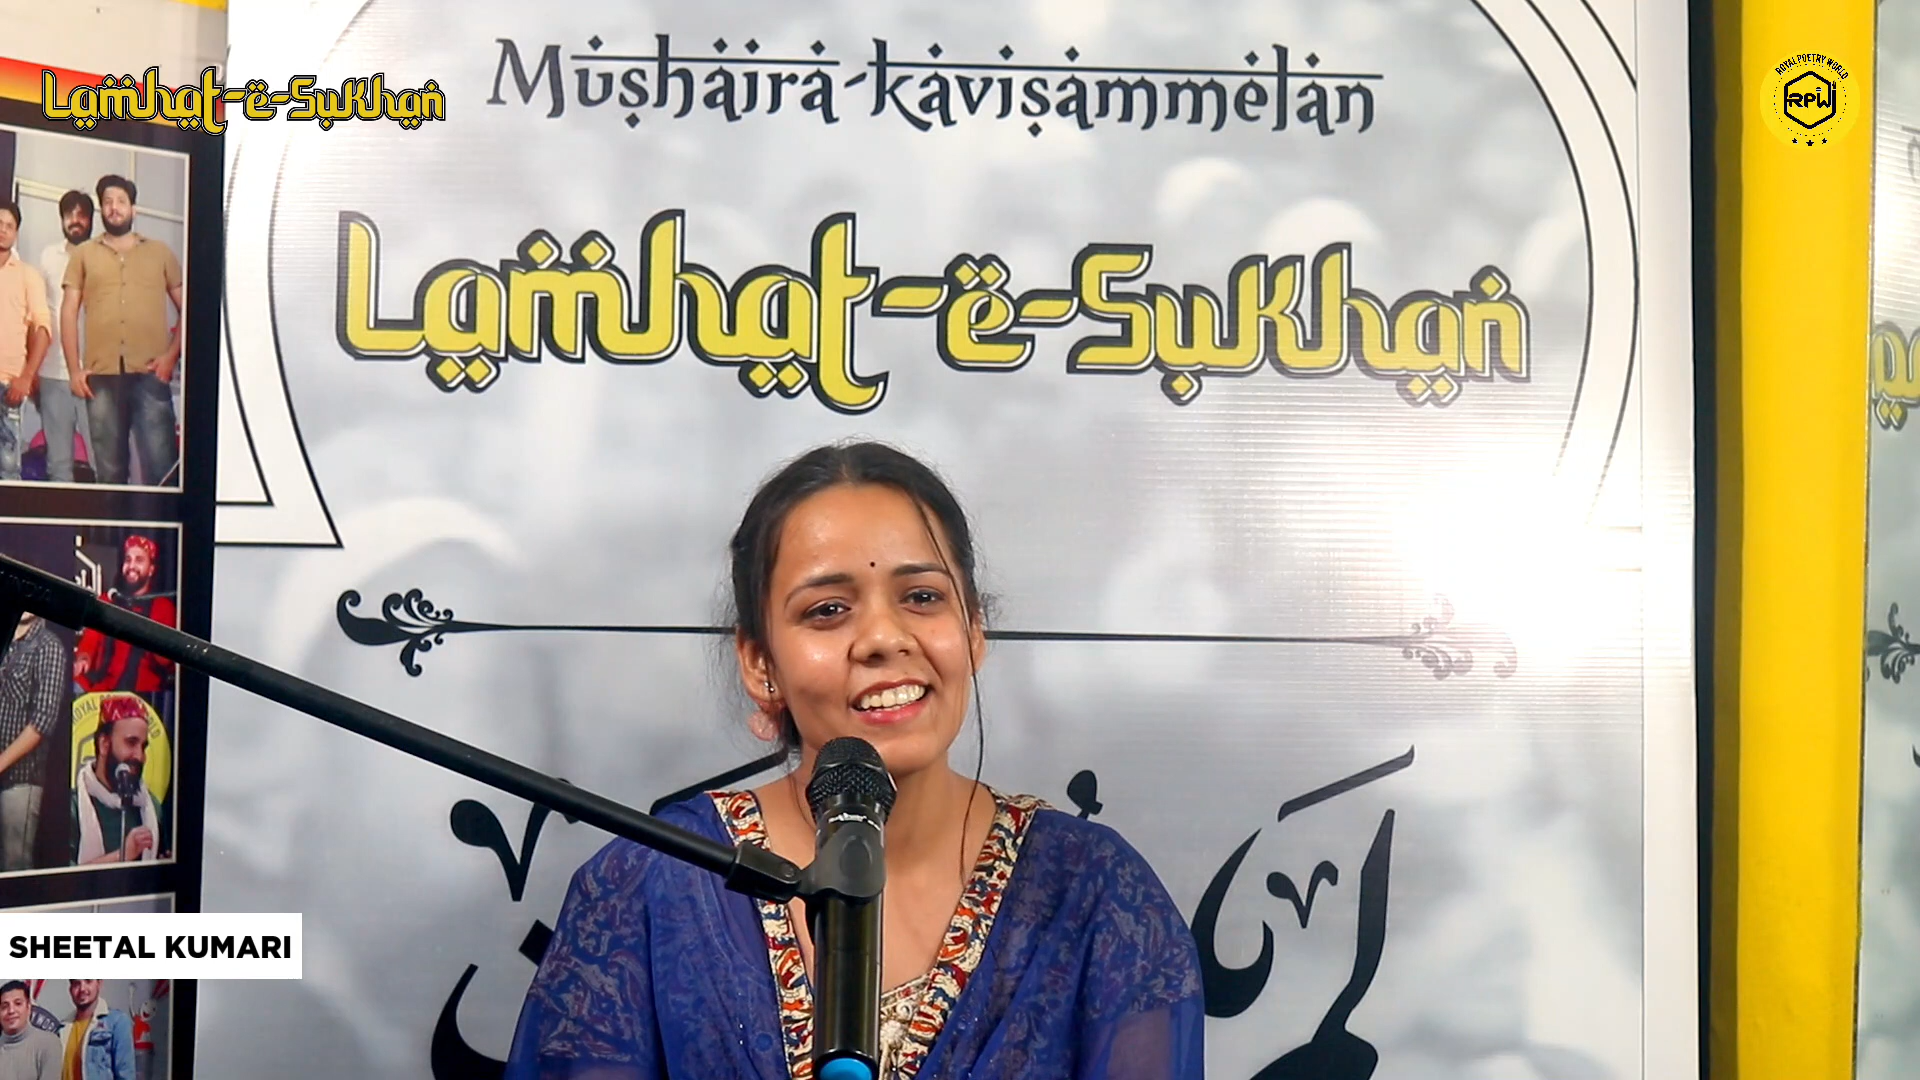 Mushaira-kavisammelan
Lamhat-e-Sukhan
ROYAL POETRY WORLD
RPW
Lamhat-ë-Sukhan
SHEETAL KUMARI